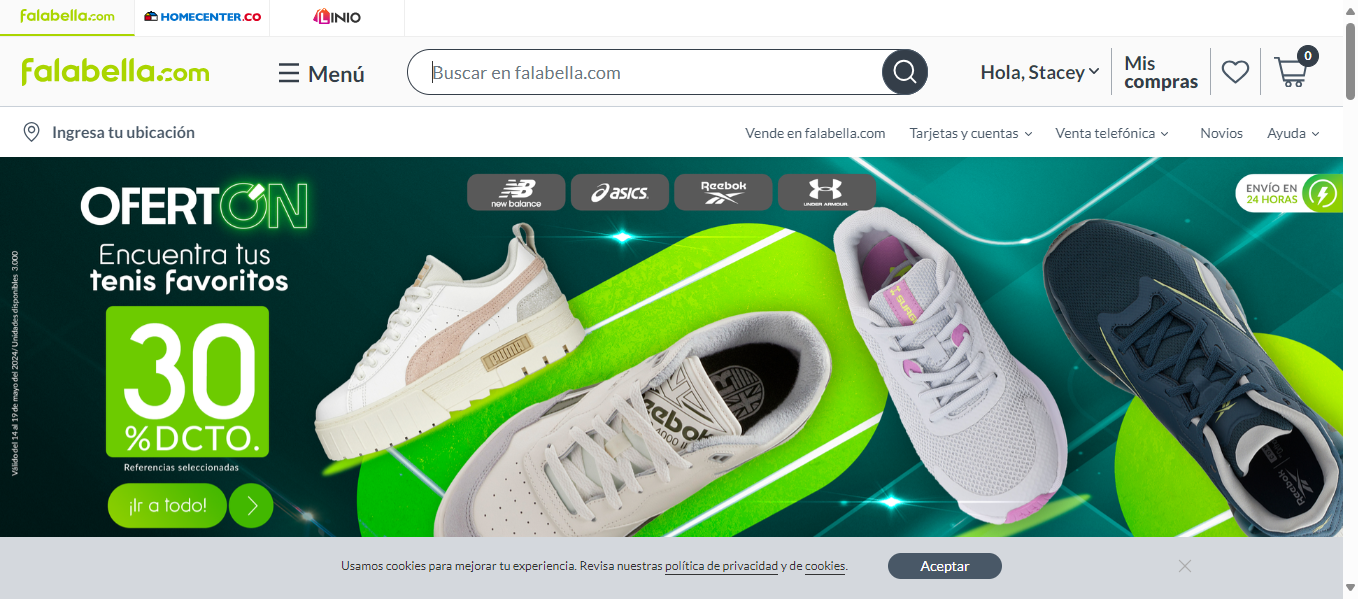 falabella.com
HOMECENTER.CO
LINIO
falabella.com
Menú
Buscar en falabella.com
Hola, Stacey
Mis
compras
0
Ingresa tu ubicación
Vende en falabella.com
Tarjetas y cuentas
Venta telefónica
Novios
Ayuda
OFERTÓN
Encuentra tus
tenis favoritos
30
% DCTO.
Referencias seleccionadas
¡Ir a todo!
Válido del 14 al 19 de mayo del 2024/ Unidades disponibles 3.000
new balance
asics
Reebok
UNDER ARMOUR
ENVÍO EN
24 HORAS
PUMA
Reebok
4000 II
SURGE
Reebok
Usamos cookies para mejorar tu experiencia. Revisa nuestras política de privacidad y de cookies.
Aceptar